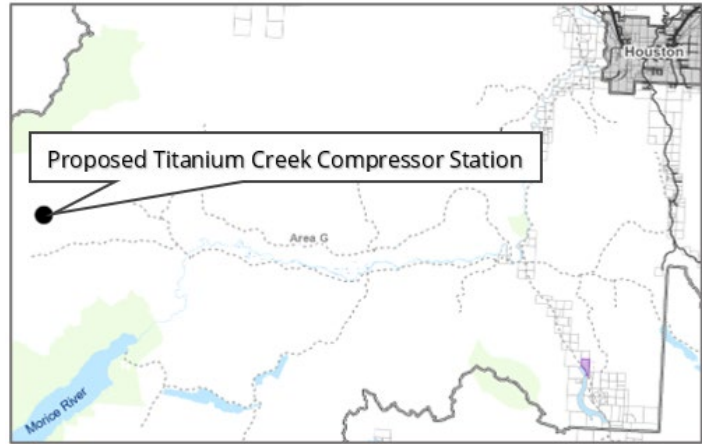 Houston
Proposed Titanium Creek Compressor Station
Area G
Morice River